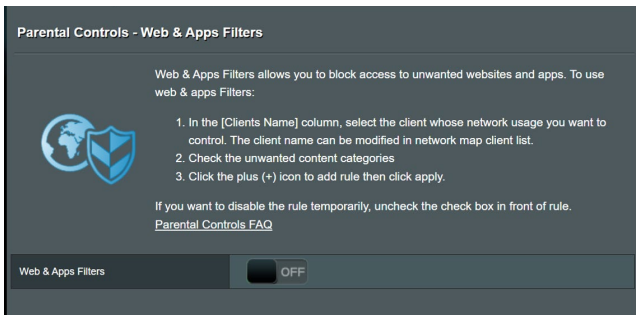 Parental Controls - Web & Apps Filters
Web & Apps Filters allows you to block access to unwanted websites and apps. To use
web & apps Filters:
1. In the [Clients Name] column, select the client whose network usage you want to
control. The client name can be modified in network map client list.
2. Check the unwanted content categories
3. Click the plus (+) icon to add rule then click apply.
If you want to disable the rule temporarily, uncheck the check box in front of rule.
Parental Controls FAQ
Web & Apps Filters
OFF